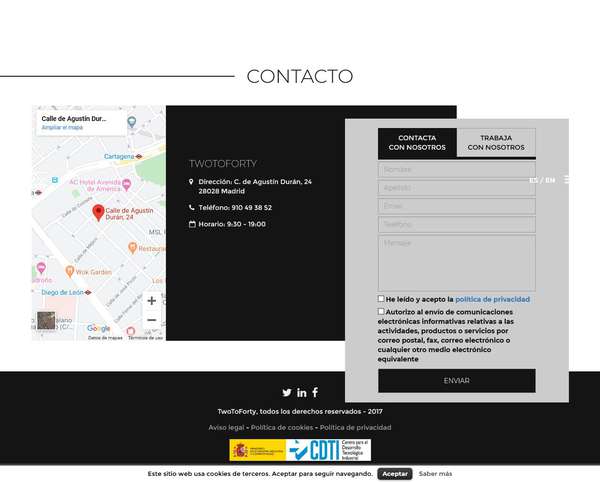 CONTACTO
Calle de Agustín Dur...
Ampliar el mapa
Cartagena
AC Hotel Avenida de
América
Calle de Agustín
Durán, 24
MSL
Restaura
Wok Garden
Diego de León
Google
Datos de mapas
Términos de uso
TWOTOFORTY
Dirección: C. de Agustín Durán, 24
28028 Madrid
Teléfono: 910 49 38 52
Horario: 9:30 - 19:00
CONTACTA
CON NOSOTROS
TRABAJA
CON NOSOTROS
ES / EN
Nombre
Apellido
Email
Teléfono
Mensaje
He leído y acepto la política de privacidad
Autorizo al envío de comunicaciones
electrónicas informativas relativas a las
actividades, productos o servicios por
correo postal, fax, correo electrónico o
cualquier otro medio electrónico
equivalente
ENVIAR
TwoToForty, todos los derechos reservados - 2017
Aviso legal - Política de cookies - Política de privacidad
CDTI
Centro para el
Desarrollo
Tecnológico
Industrial
Este sitio web usa cookies de terceros. Aceptar para seguir navegando. Aceptar Saber más